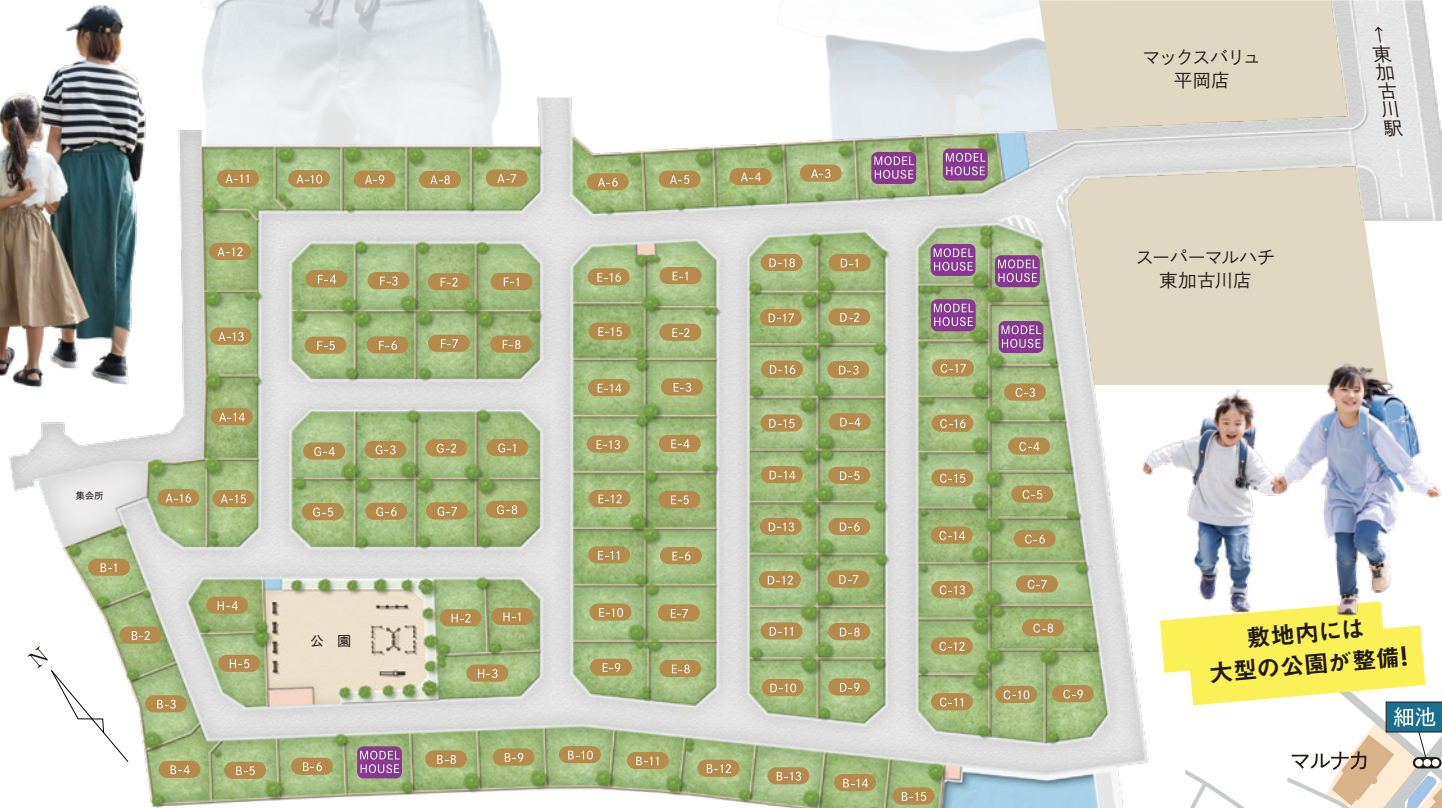 マックスバリュ
平岡店
↑東加古川駅
スーパーマルハチ
東加古川店
A-11
A-10
A-9
A-8
A-7
A-6
A-5
A-4
A-3
MODEL
HOUSE
MODEL
HOUSE
A-12
A-13
A-14
A-16
A-15
集会所
F-4
F-3
F-2
F-1
F-5
F-6
F-7
F-8
G-4
G-3
G-2
G-1
G-5
G-6
G-7
G-8
E-16
E-1
E-15
E-2
E-14
E-3
E-13
E-4
E-12
E-5
E-11
E-6
E-10
E-7
E-9
E-8
D-18
D-1
D-17
D-2
D-16
D-3
D-15
D-4
D-14
D-5
D-13
D-6
D-12
D-7
D-11
D-8
D-10
D-9
MODEL
HOUSE
MODEL
HOUSE
MODEL
HOUSE
MODEL
HOUSE
C-17
C-3
C-16
C-4
C-15
C-5
C-14
C-6
C-13
C-7
C-12
C-8
C-11
C-10
C-9
H-4
H-5
公園
H-2
H-1
H-3
B-1
B-2
B-3
B-4
B-5
B-6
MODEL
HOUSE
B-8
B-9
B-10
B-11
B-12
B-13
B-14
B-15
N
敷地内には
大型の公園が整備!
細池
マルナカ